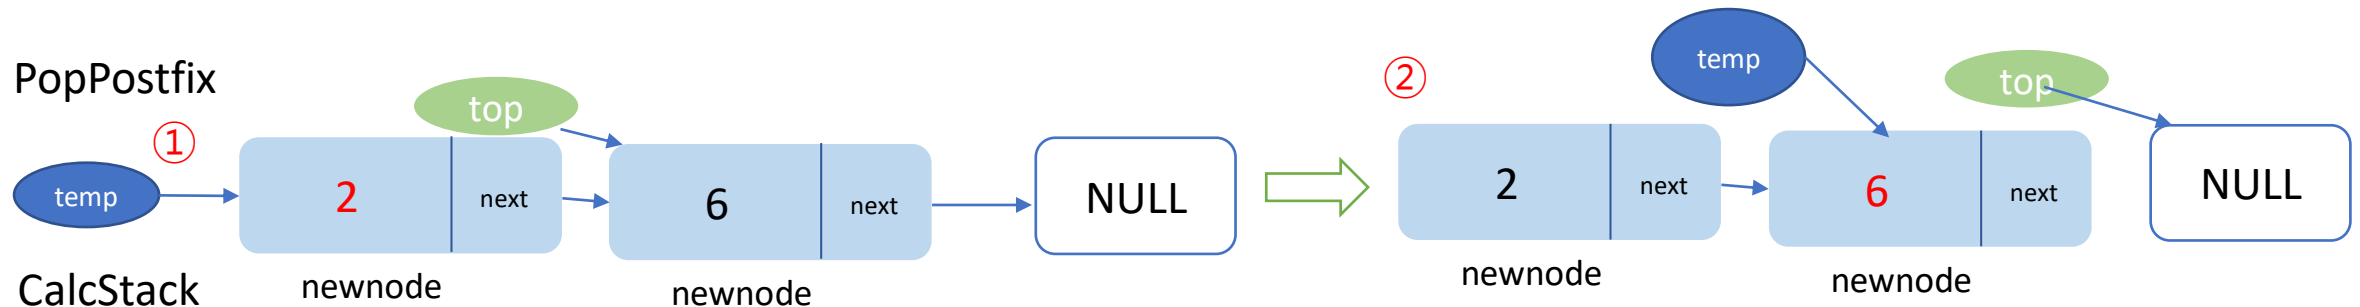 PopPostfix
①
temp
top
2
next
6
next
NULL
newnode
newnode
CalcStack
②
temp
top
2
next
6
next
NULL
newnode
newnode